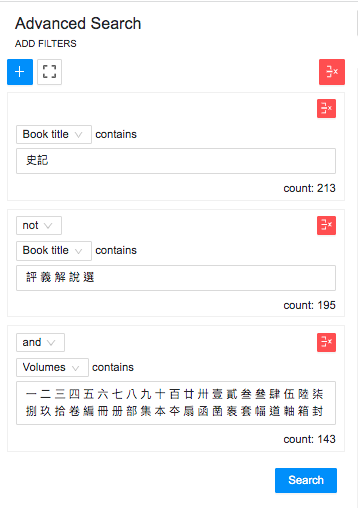 Advanced Search
ADD FILTERS
Book title contains
史記
count: 213
not
Book title contains
評 義 解 說 選
count: 195
and
Volumes contains
一 二 三 四 五 六 七 八 九 十 百 廿 卅 壹 貳 叁 叄 肆 伍 陸 柒
捌 玖 拾 卷 編 冊 册 部 集 本 夲 扇 函 凾 袠 套 幅 道 軸 箱 封
count: 143
Search